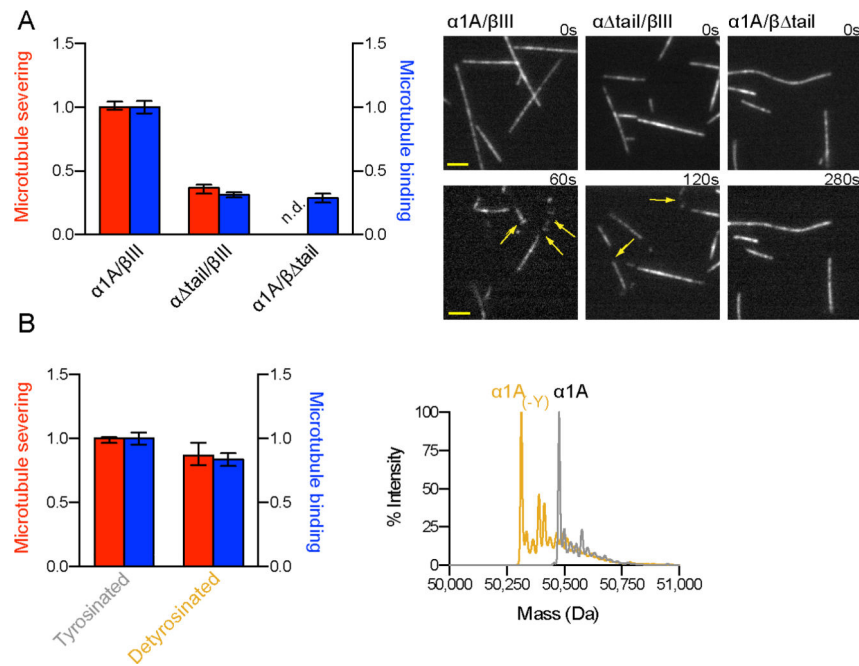 A
Microtubule severing
1.5
1.0
0.5
0.0
1.5
1.0
0.5
0.0
Microtubule binding
n.d.
α1A/βIII
αΔtail/βIII
α1A/βΔtail
α1A/βIII
0s
αΔtail/βIII
0s
α1A/βΔtail
0s
60s
120s
280s
B
Microtubule severing
1.5
1.0
0.5
0.0
1.5
1.0
0.5
0.0
Microtubule binding
Tyrosinated
Detyrosinated
α1A(-Y)
α1A
% Intensity
100
75
50
25
0
50,000
50,250
50,500
50,750
51,000
Mass (Da)